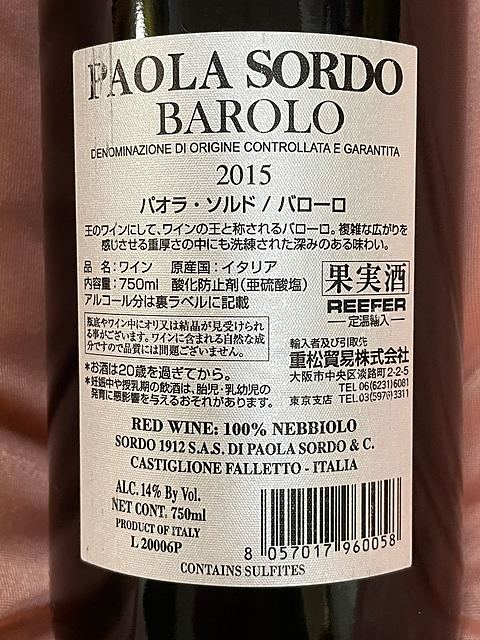 PAOLA SORDO
BAROLO
DENOMINAZIONE DI ORIGINE CONTROLLATA E GARANTITA
2015
パオラ・ソルド / バローロ
王のワインにして、ワインの王と称されるバローロ。複雑な広がりを
感じさせる重厚さの中にも洗練された深みのある味わい。
品 名：ワイン 原産国：イタリア
内容量：750ml 酸化防止剤(亜硫酸塩)
アルコール分は裏ラベルに記載
果実酒
REEFER
定温輸入
瓶底やワイン中にオリ又は結晶が見受けられ
る事がございます。ワインに含まれる自然な成
分ですので品質には問題ございません。
*お酒は20歳を過ぎてから。
*妊娠中や授乳期の飲酒は、胎児・乳幼児の
発育に悪影響を与えるおそれがあります。
輸入者及び引取先
重松貿易株式会社
大阪市中央区淡路町2-2-5
TEL 06(6231)6081
東京支店 TEL.03(5976)3311
RED WINE: 100% NEBBIOLO
SORDO 1912 S.A.S. DI PAOLA SORDO & C.
CASTIGLIONE FALLETTO - ITALIA
ALC. 14% By Vol.
NET CONT. 750ml
PRODUCT OF ITALY
L 20006P
8 057017 960058
CONTAINS SULFITES